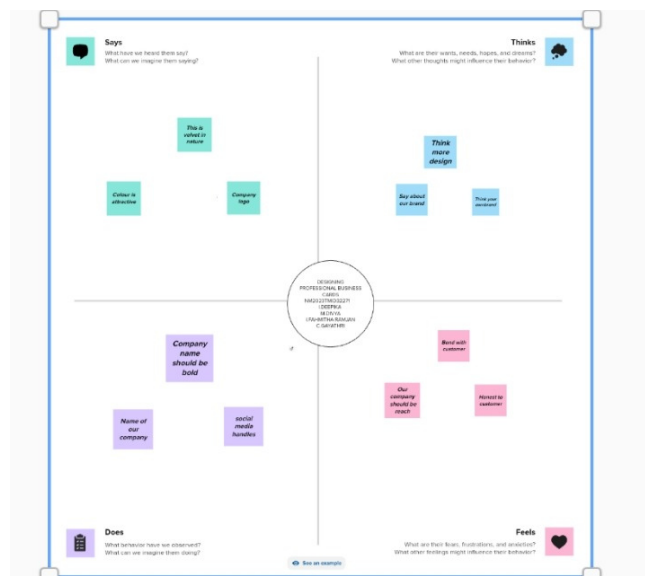 Says
What have we heard them say?
What can we imagine them saying?
Thinks
What are their wants, needs, hopes, and dreams?
What other thoughts might influence their behavior?
This is
velvet in
nature
Colour is
attractive
Company
logo
Think
more
design
Say about
our brand
Think your
DESIGNING
PROFESSIONAL BUSINESS
CARDS
I.DEEPIKA
M.DIVYA
I.FAHMITHA RAMJAN
C.GAYATHRI
Company
name
should be
bold
Name of
our
company
social
media
handles
Bond with
customer
Our
company
should be
reach
Honest to
customer
Does
What behavior have we observed?
What can we imagine them doing?
Feels
What are their fears, frustrations, and anxieties?
What other feelings might influence their behavior?
See an example